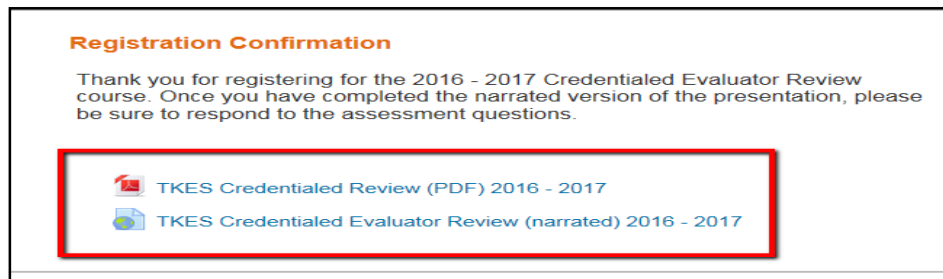 Registration Confirmation
Thank you for registering for the 2016 - 2017 Credentialed Evaluator Review
course. Once you have completed the narrated version of the presentation, please
be sure to respond to the assessment questions.
TKES Credentialed Review (PDF) 2016 - 2017
TKES Credentialed Evaluator Review (narrated) 2016 - 2017